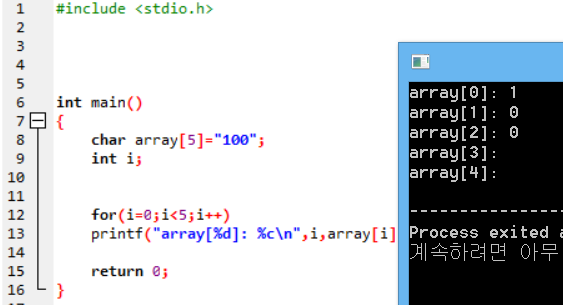 1 #include <stdio.h>
2
3
4
5
6 int main()
7 {
8 char array[5]="100";
9 int i;
10
11
12 for(i=0;i<5;i++)
13 printf("array[%d]: %c\n",i,array[i]
14
15 return 0;
16 }
array[0]: 1
array[1]: 0
array[2]: 0
array[3]:
array[4]:
--------------------
Process exited a
계속하려면 아무